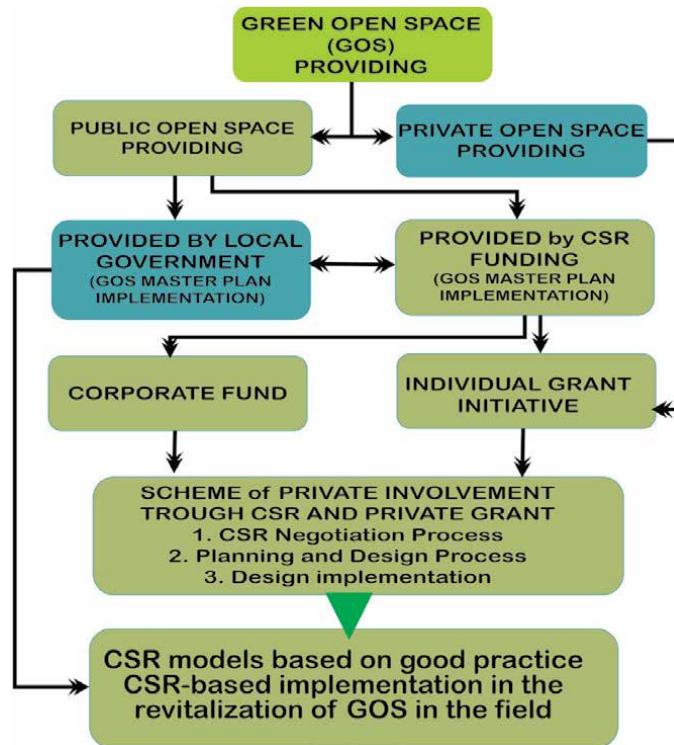 GREEN OPEN SPACE
(GOS)
PROVIDING
PUBLIC OPEN SPACE
PROVIDING
PRIVATE OPEN SPACE
PROVIDING
PROVIDED BY LOCAL
GOVERNMENT
(GOS MASTER PLAN
IMPLEMENTATION)
PROVIDED by CSR
FUNDING
(GOS MASTER PLAN
IMPLEMENTATION)
CORPORATE FUND
INDIVIDUAL GRANT
INITIATIVE
SCHEME of PRIVATE INVOLVEMENT
TROUGH CSR AND PRIVATE GRANT
1. CSR Negotiation Process
2. Planning and Design Process
3. Design implementation
CSR models based on good practice
CSR-based implementation in the
revitalization of GOS in the field